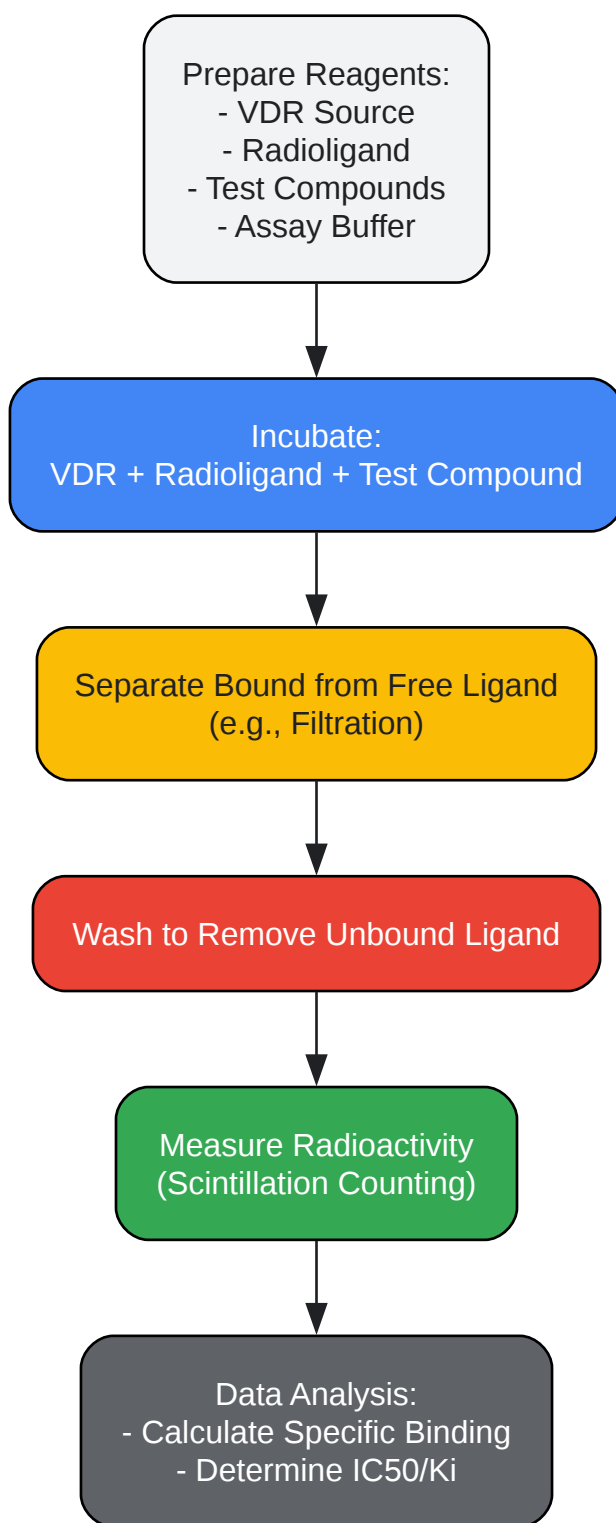 Prepare Reagents:
- VDR Source
- Radioligand
- Test Compounds
- Assay Buffer
Incubate:
VDR + Radioligand + Test Compound
Separate Bound from Free Ligand
(e.g., Filtration)
Wash to Remove Unbound Ligand
Measure Radioactivity
(Scintillation Counting)
Data Analysis:
- Calculate Specific Binding
- Determine IC50/Ki